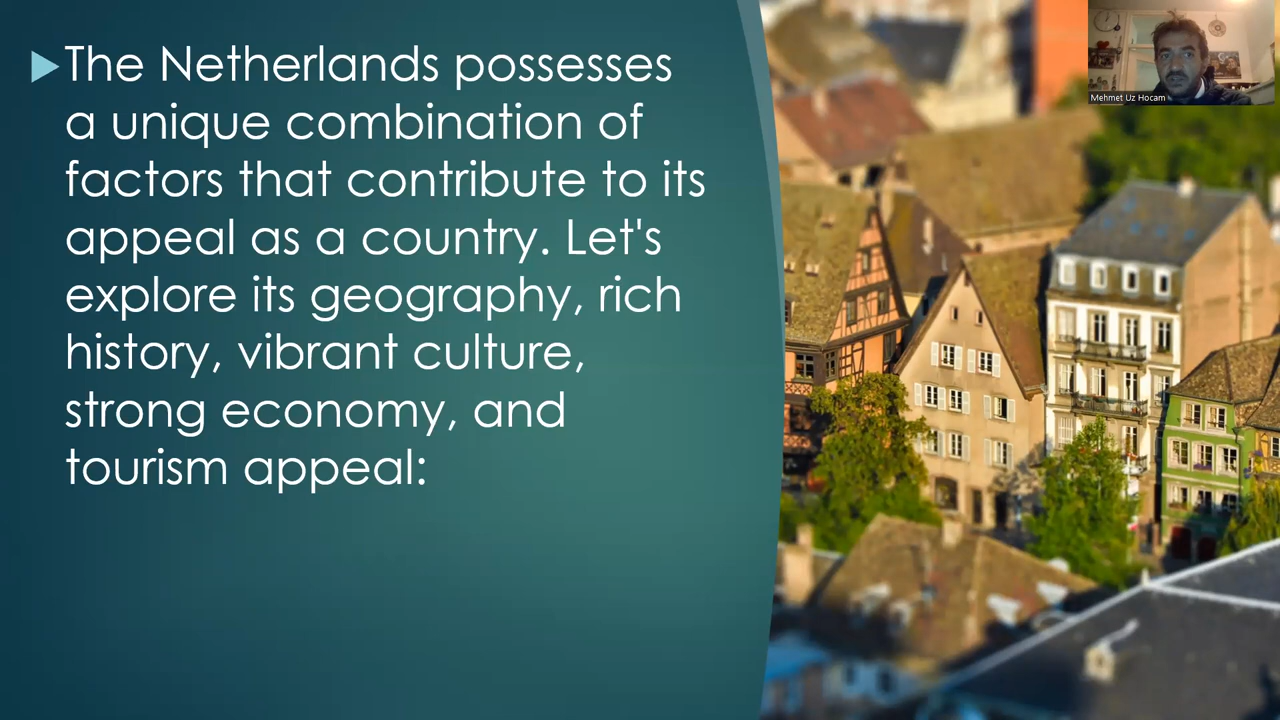 The Netherlands possesses
a unique combination of
factors that contribute to its
appeal as a country. Let's
explore its geography, rich
history, vibrant culture,
strong economy, and
tourism appeal:
Mehmet Uz Hocam